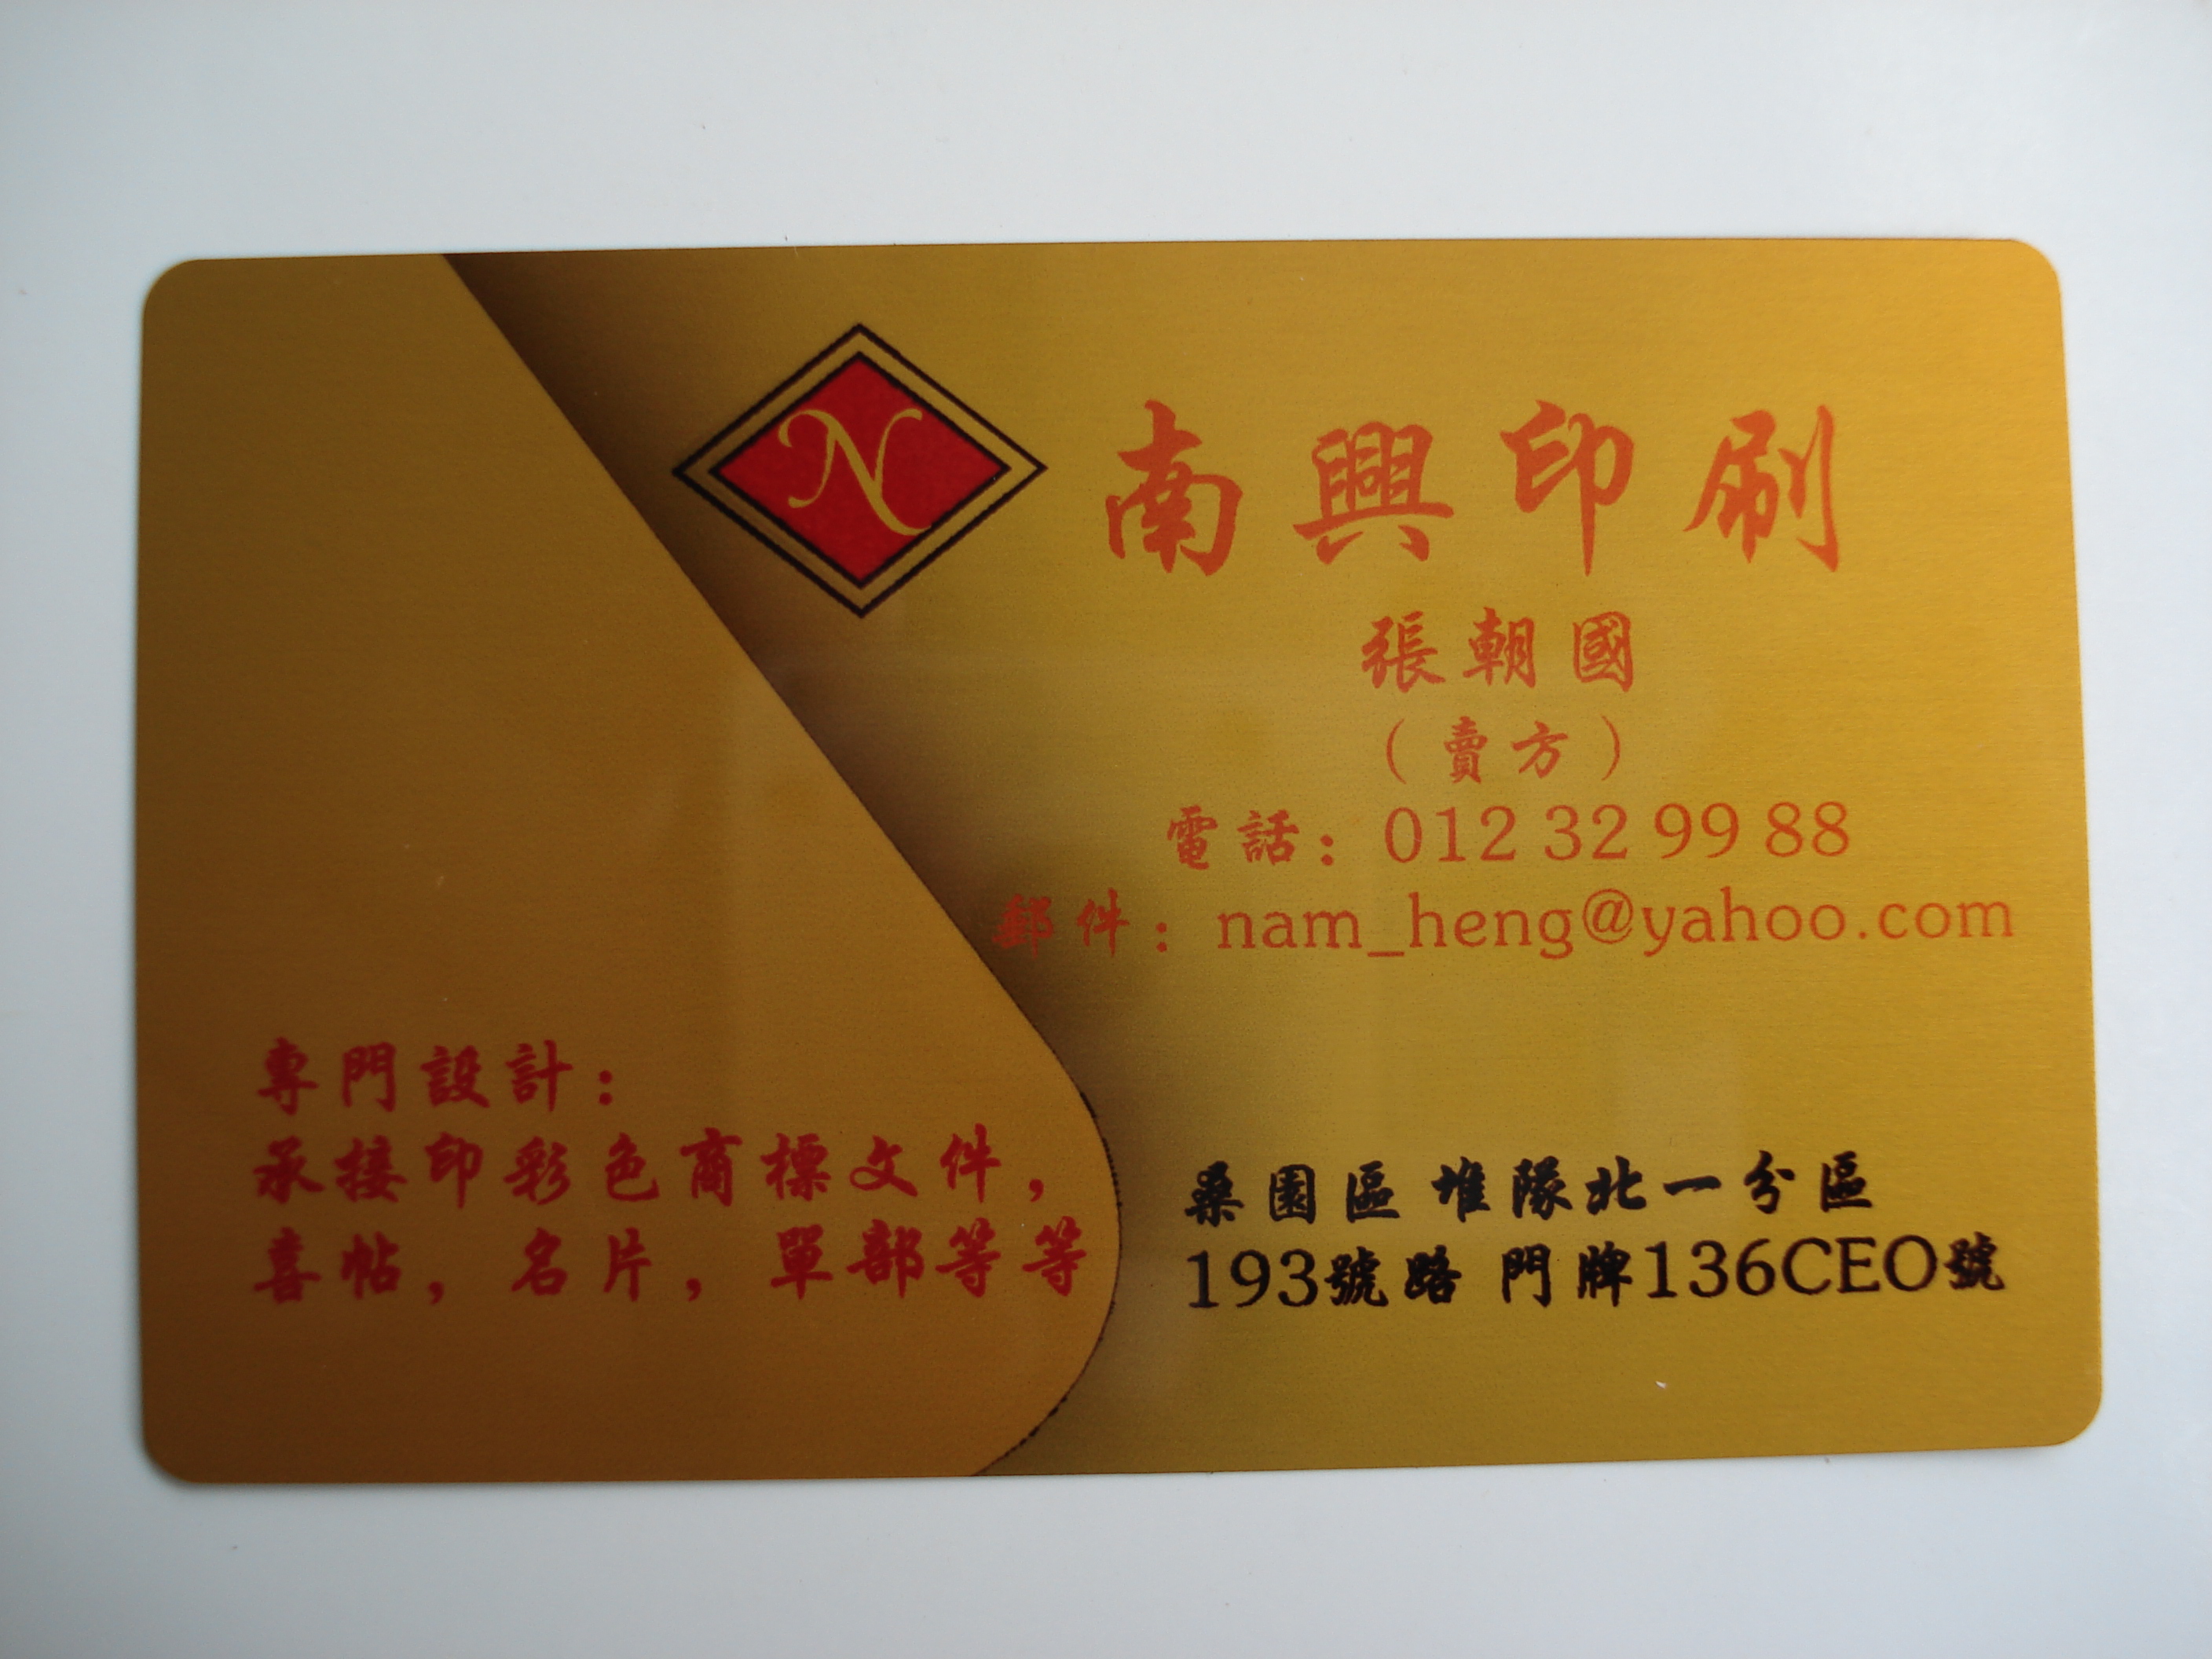 N
南興印刷
張朝國
（賣方）
電話：012 32 99 88
郵件：nam_heng@yahoo.com
專門設計：
承接印彩色商標文件，
喜帖，名片，單部等等
桑園區 堆隊北一分區
193號路 門牌136CEO號